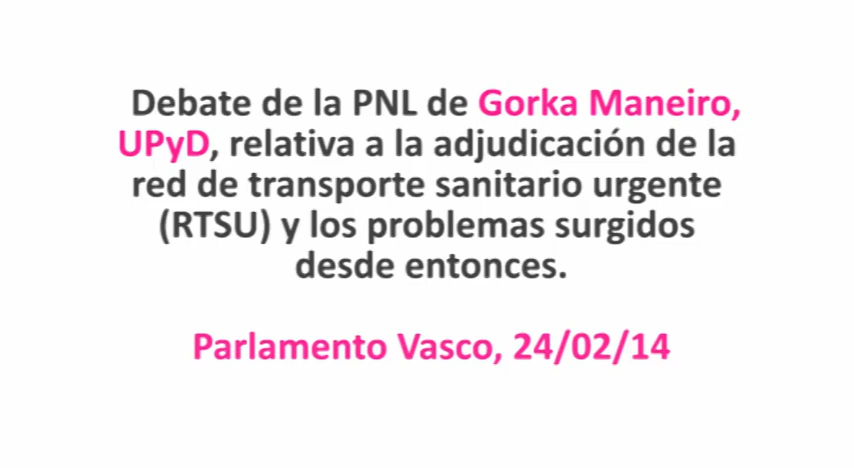 Debate de la PNL de Gorka Maneiro,
UPyD, relativa a la adjudicación de la
red de transporte sanitario urgente
(RTSU) y los problemas surgidos
desde entonces.
Parlamento Vasco, 24/02/14